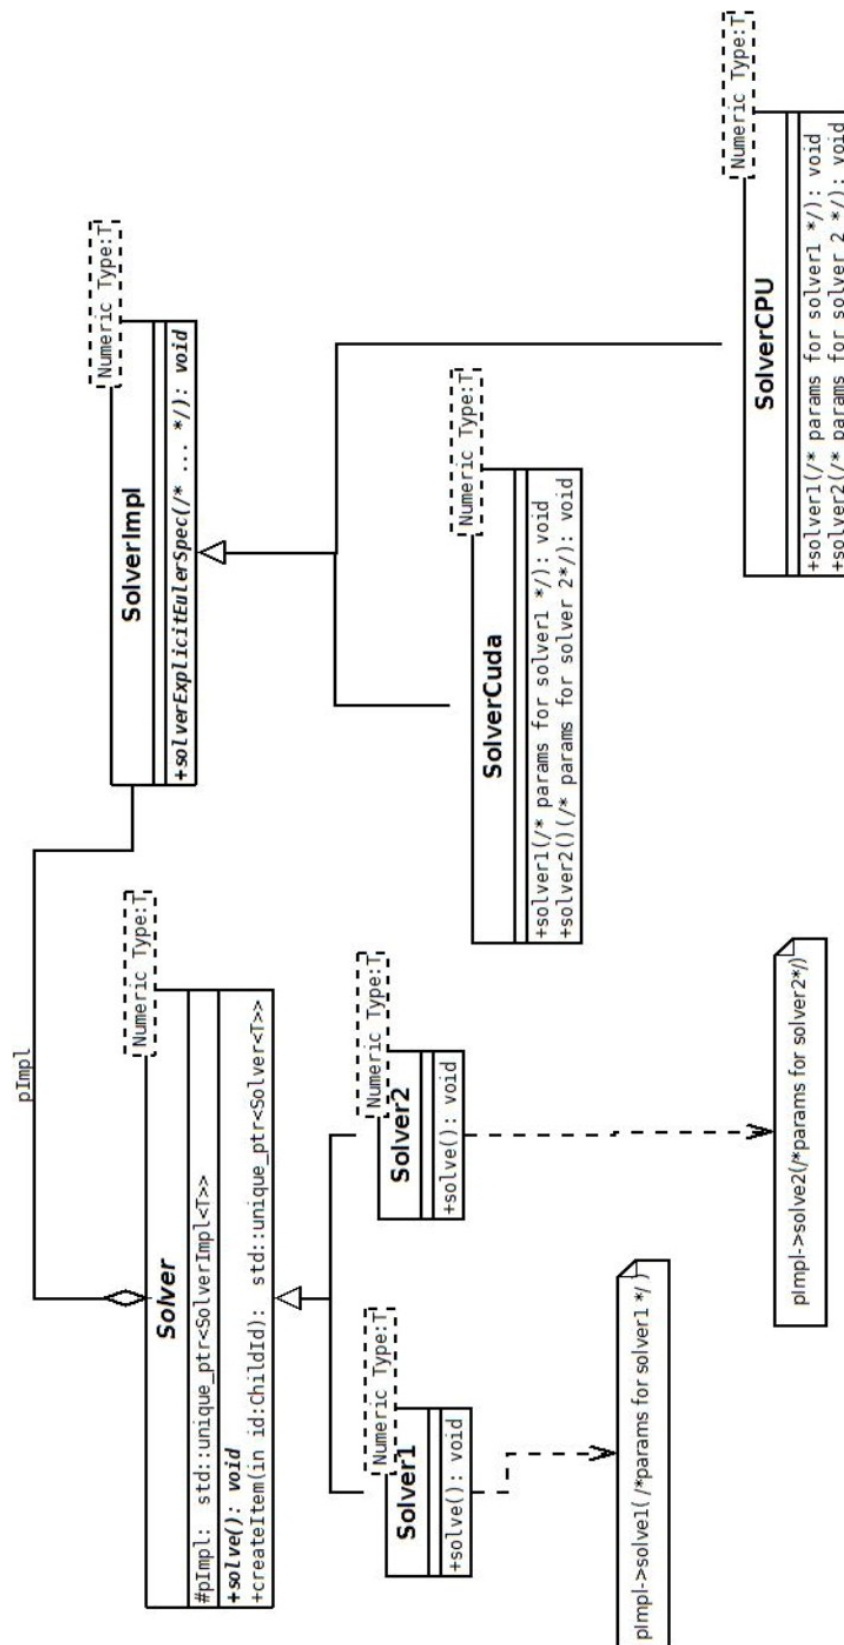 pImpl
Numeric Type:T
Solver
#pImpl: std::unique_ptr<SolverImpl<T>>
+solve(): void
+createItem(in id:ChildId): std::unique_ptr<Solver<T>>
Numeric Type:T
SolverImpl
+solverExplicitEulerSpec(/* ... */): void
Numeric Type:T
Solver1
+solve(): void
Numeric Type:T
Solver2
+solve(): void
Numeric Type:T
SolverCuda
+solver1(/* params for solver1 */): void
+solver2()(/* params for solver 2*/): void
Numeric Type:T
SolverCPU
+solver1(/* params for solver1 */): void
+solver2(/* params for solver 2 */): void
pImpl->solve1(/*params for solver1 */)
pImpl->solve2(/*params for solver2*/)